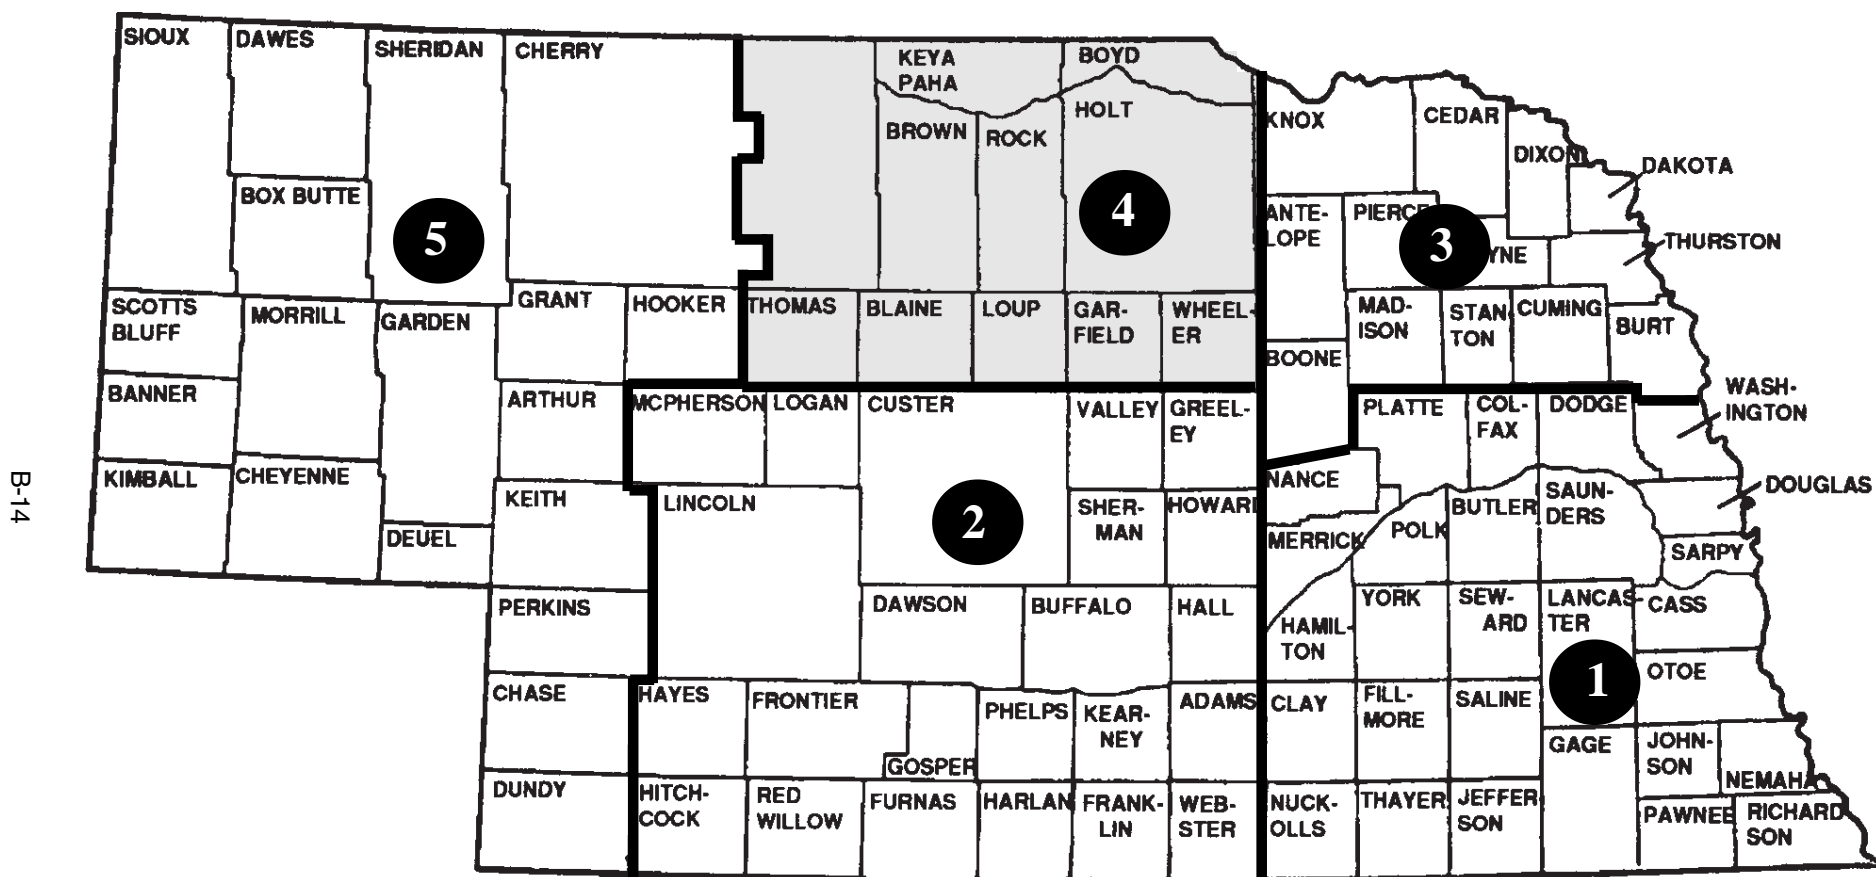 SIOUX
DAWES
SHERIDAN
CHERRY
KEYA
PAHA
BOYD
HOLT
BROWN
ROCK
KNOX
CEDAR
DIXON
DAKOTA
BOX BUTTE
5
4
ANTE-
LOPE
PIERCE
3
YNE
THURSTON
SCOTTS
BLUFF
MORRILL
GARDEN
GRANT
HOOKER
THOMAS
BLAINE
LOUP
GAR-
FIELD
WHEEL-
ER
MAD-
ISON
STAN
TON
CUMING
BURT
BOONE
BANNER
ARTHUR
MCPHERSON
LOGAN
CUSTER
VALLEY
GREEL-
EY
PLATTE
COL-
FAX
DODGE
WASH-
INGTON
KIMBALL
CHEYENNE
KEITH
LINCOLN
2
SHER-
MAN
HOWARD
NANCE
MERRICK
POLK
BUTLER
SAUN-
DERS
DOUGLAS
SARPY
DEUEL
B-14
PERKINS
DAWSON
BUFFALO
HALL
HAMIL-
TON
YORK
SEW-
ARD
LANCAS-
TER
CASS
1
OTOE
CHASE
HAYES
FRONTIER
GOSPER
PHELPS
KEAR-
NEY
ADAMS
CLAY
FILL-
MORE
SALINE
GAGE
JOHN-
SON
NEMAHA
DUNDY
HITCH-
COCK
RED
WILLOW
FURNAS
HARLAN
FRANK-
LIN
WEB-
STER
NUCK-
OLLS
THAYER
JEFFER
SON
PAWNEE
RICHARD
SON